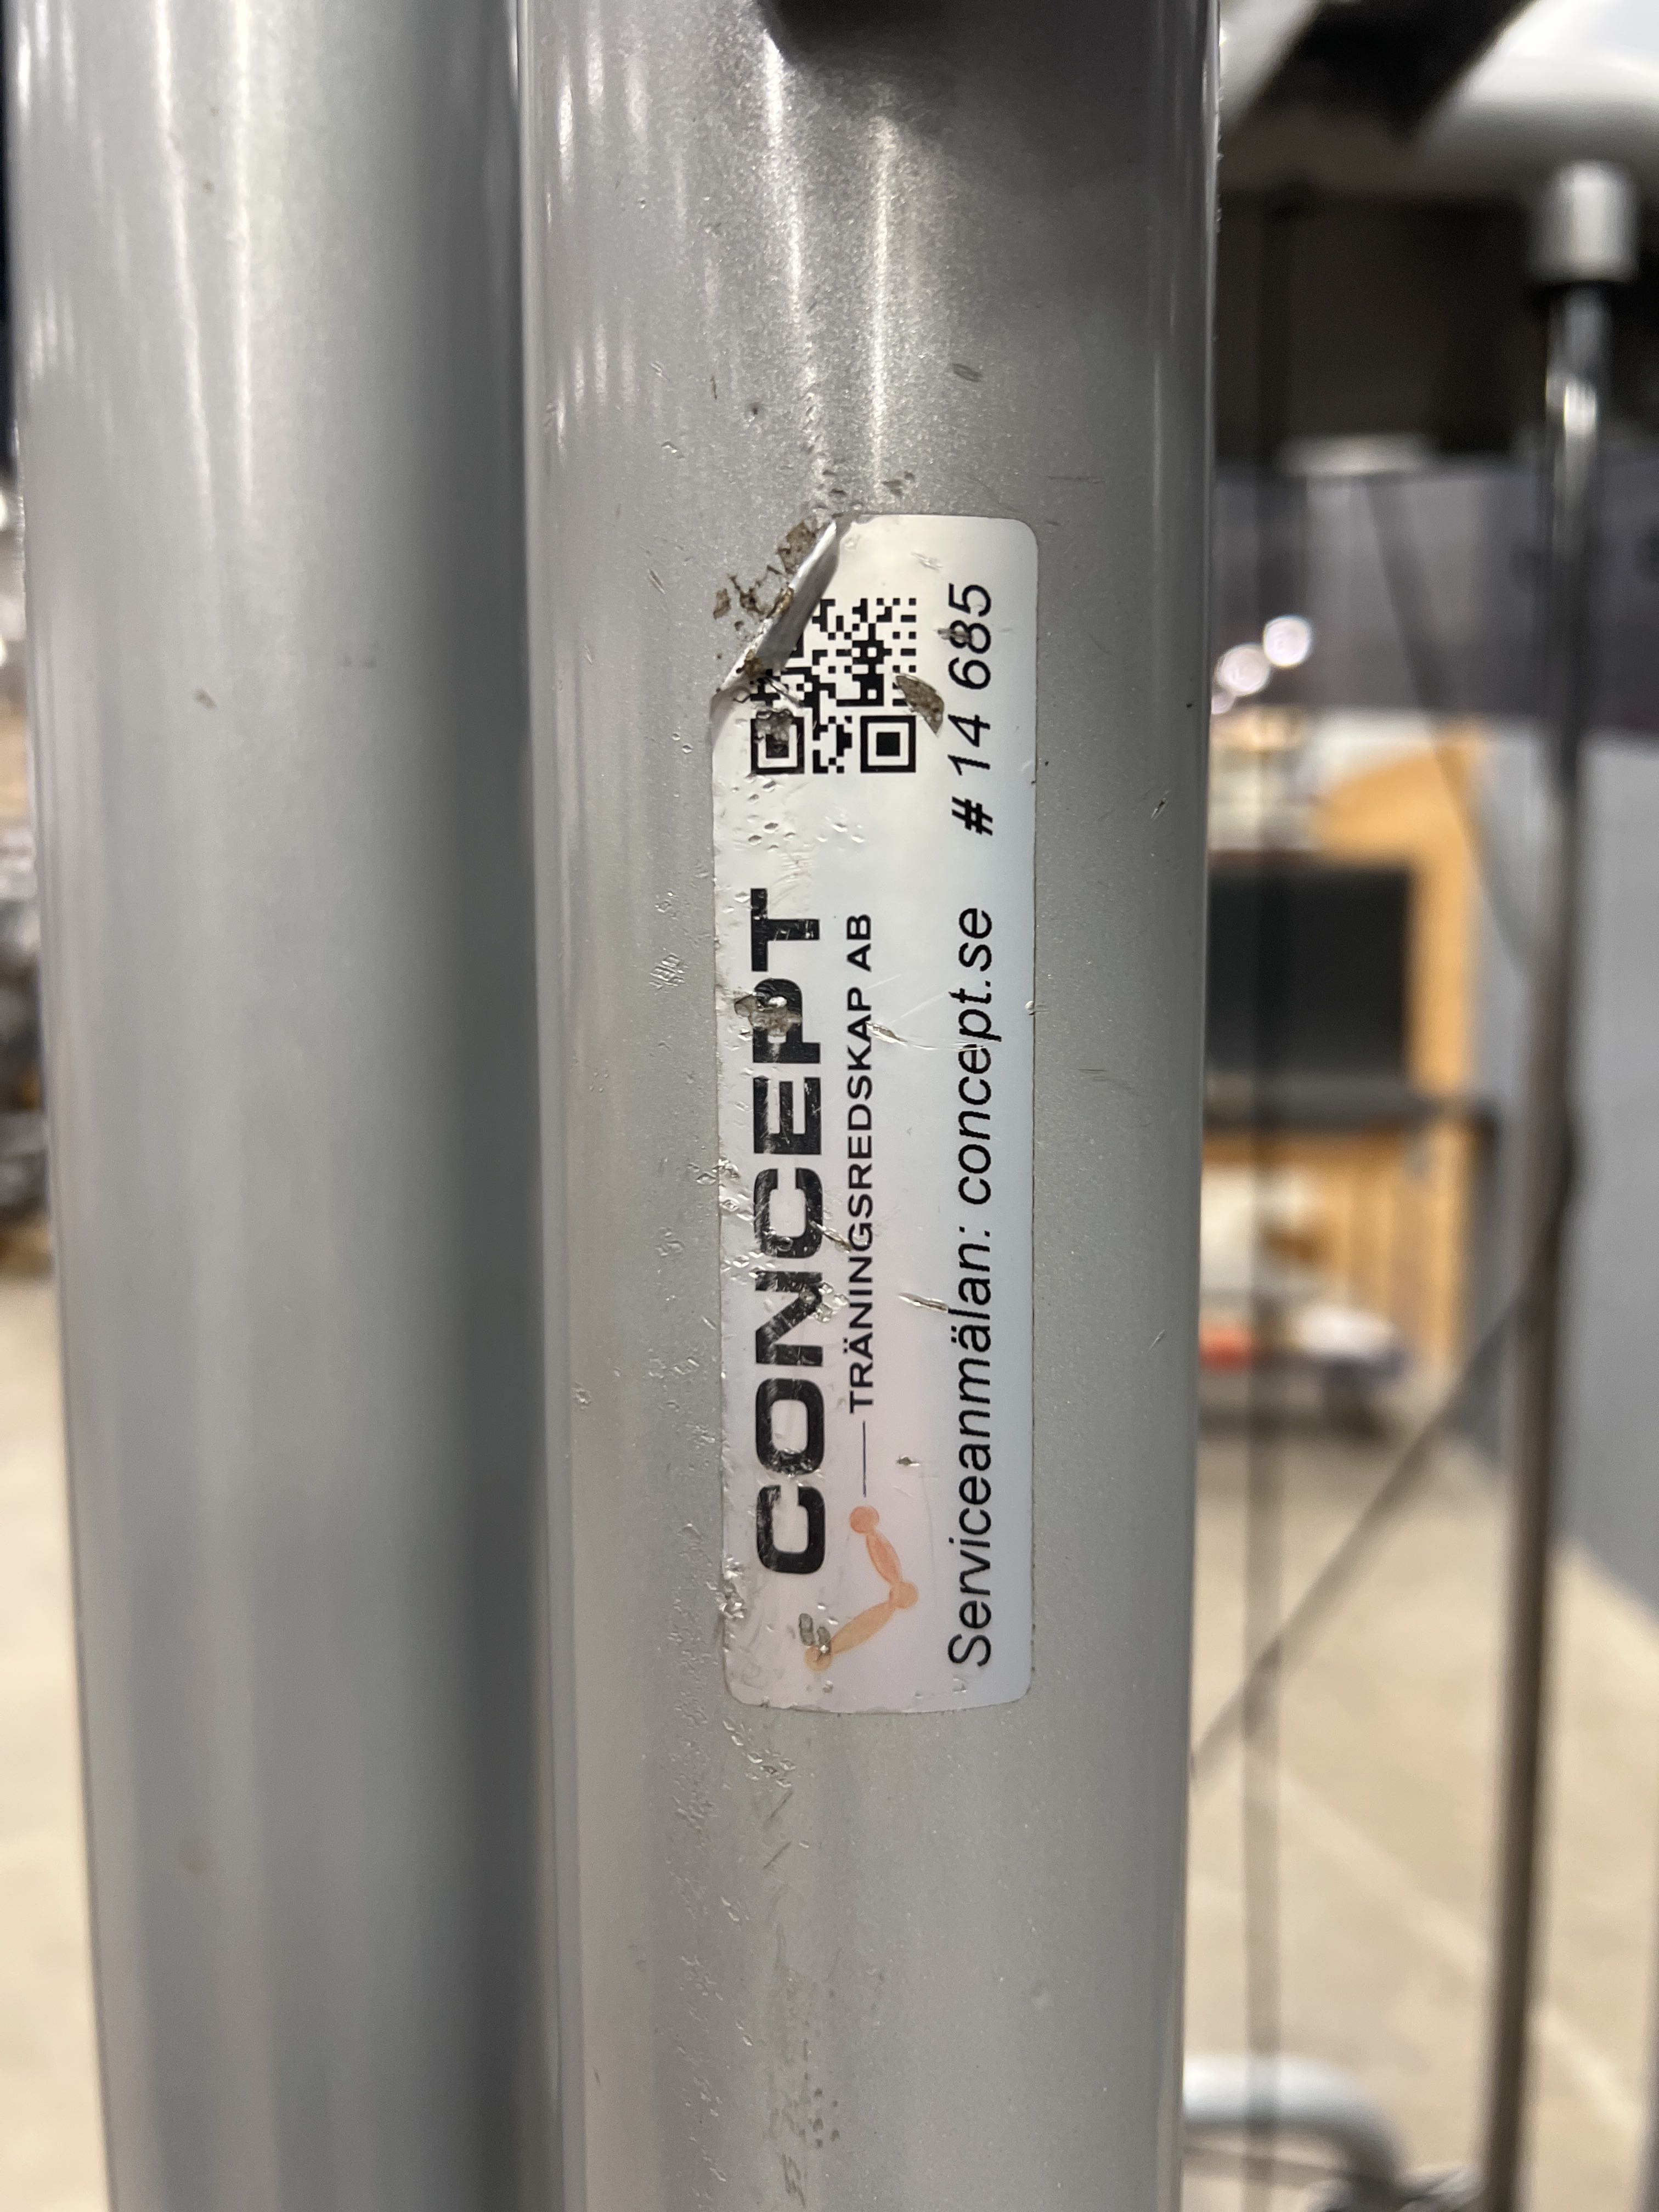 CONCEPT
TRÄNINGSREDSKAP AB
Serviceanmälan: concept.se # 14 685